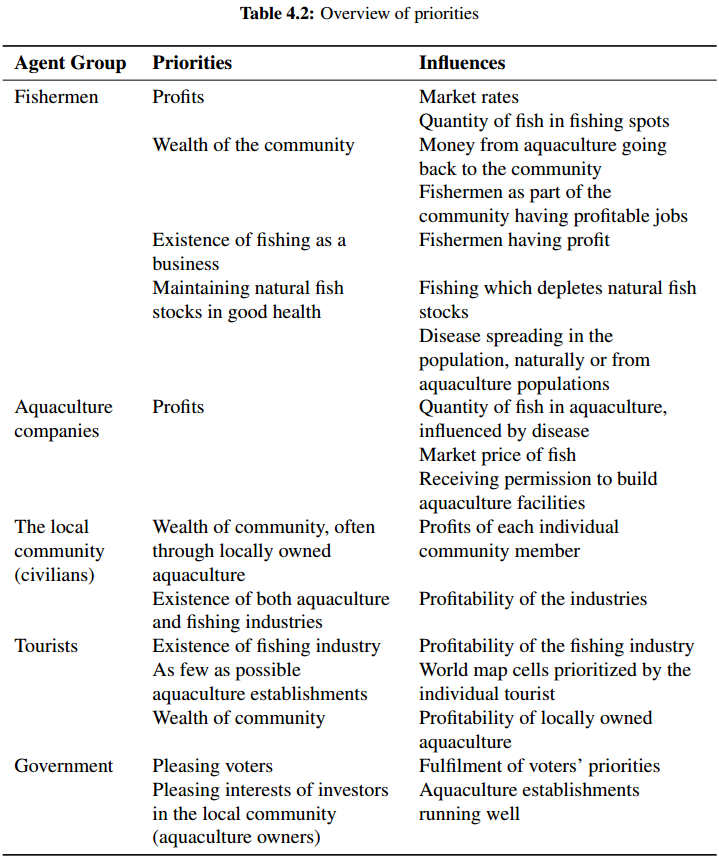 Table 4.2: Overview of priorities
Agent Group Priorities Influences
Fishermen Profits Market rates
Quantity of fish in fishing spots
Wealth of the community Money from aquaculture going
back to the community
Fishermen as part of the
community having profitable jobs
Existence of fishing as a Fishermen having profit
business
Maintaining natural fish Fishing which depletes natural fish
stocks in good health stocks
Disease spreading in the
population, naturally or from
aquaculture populations
Aquaculture Profits Quantity of fish in aquaculture,
companies influenced by disease
Market price of fish
Receiving permission to build
aquaculture facilities
The local Wealth of community, often Profits of each individual
community through locally owned community member
(civilians) aquaculture
Existence of both aquaculture Profitability of the industries
and fishing industries
Tourists Existence of fishing industry Profitability of the fishing industry
As few as possible World map cells prioritized by the
aquaculture establishments individual tourist
Wealth of community Profitability of locally owned
aquaculture
Government Pleasing voters Fulfilment of voters’ priorities
Pleasing interests of investors Aquaculture establishments
in the local community running well
(aquaculture owners)